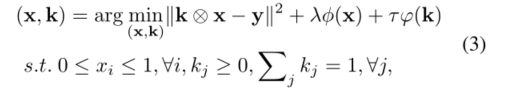 (x, k) = arg min_{(x,k)} ‖k ⊗ x − y‖² + λϕ(x) + τφ(k)
s.t. 0 ≤ x_i ≤ 1, ∀i, k_j ≥ 0, ∑_j k_j = 1, ∀j,
(3)